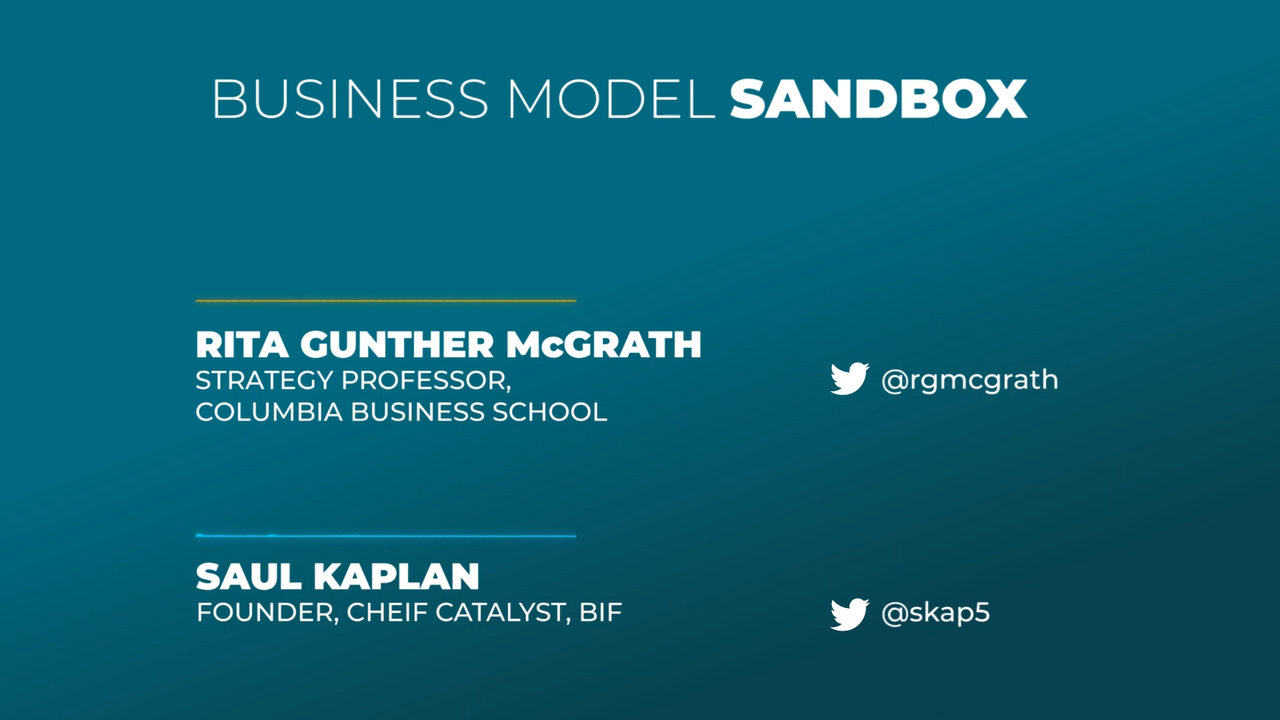 BUSINESS MODEL SANDBOX
RITA GUNTHER McGRATH
STRATEGY PROFESSOR,
COLUMBIA BUSINESS SCHOOL
@rgmcgrath
SAUL KAPLAN
FOUNDER, CHEIF CATALYST, BIF
@skap5